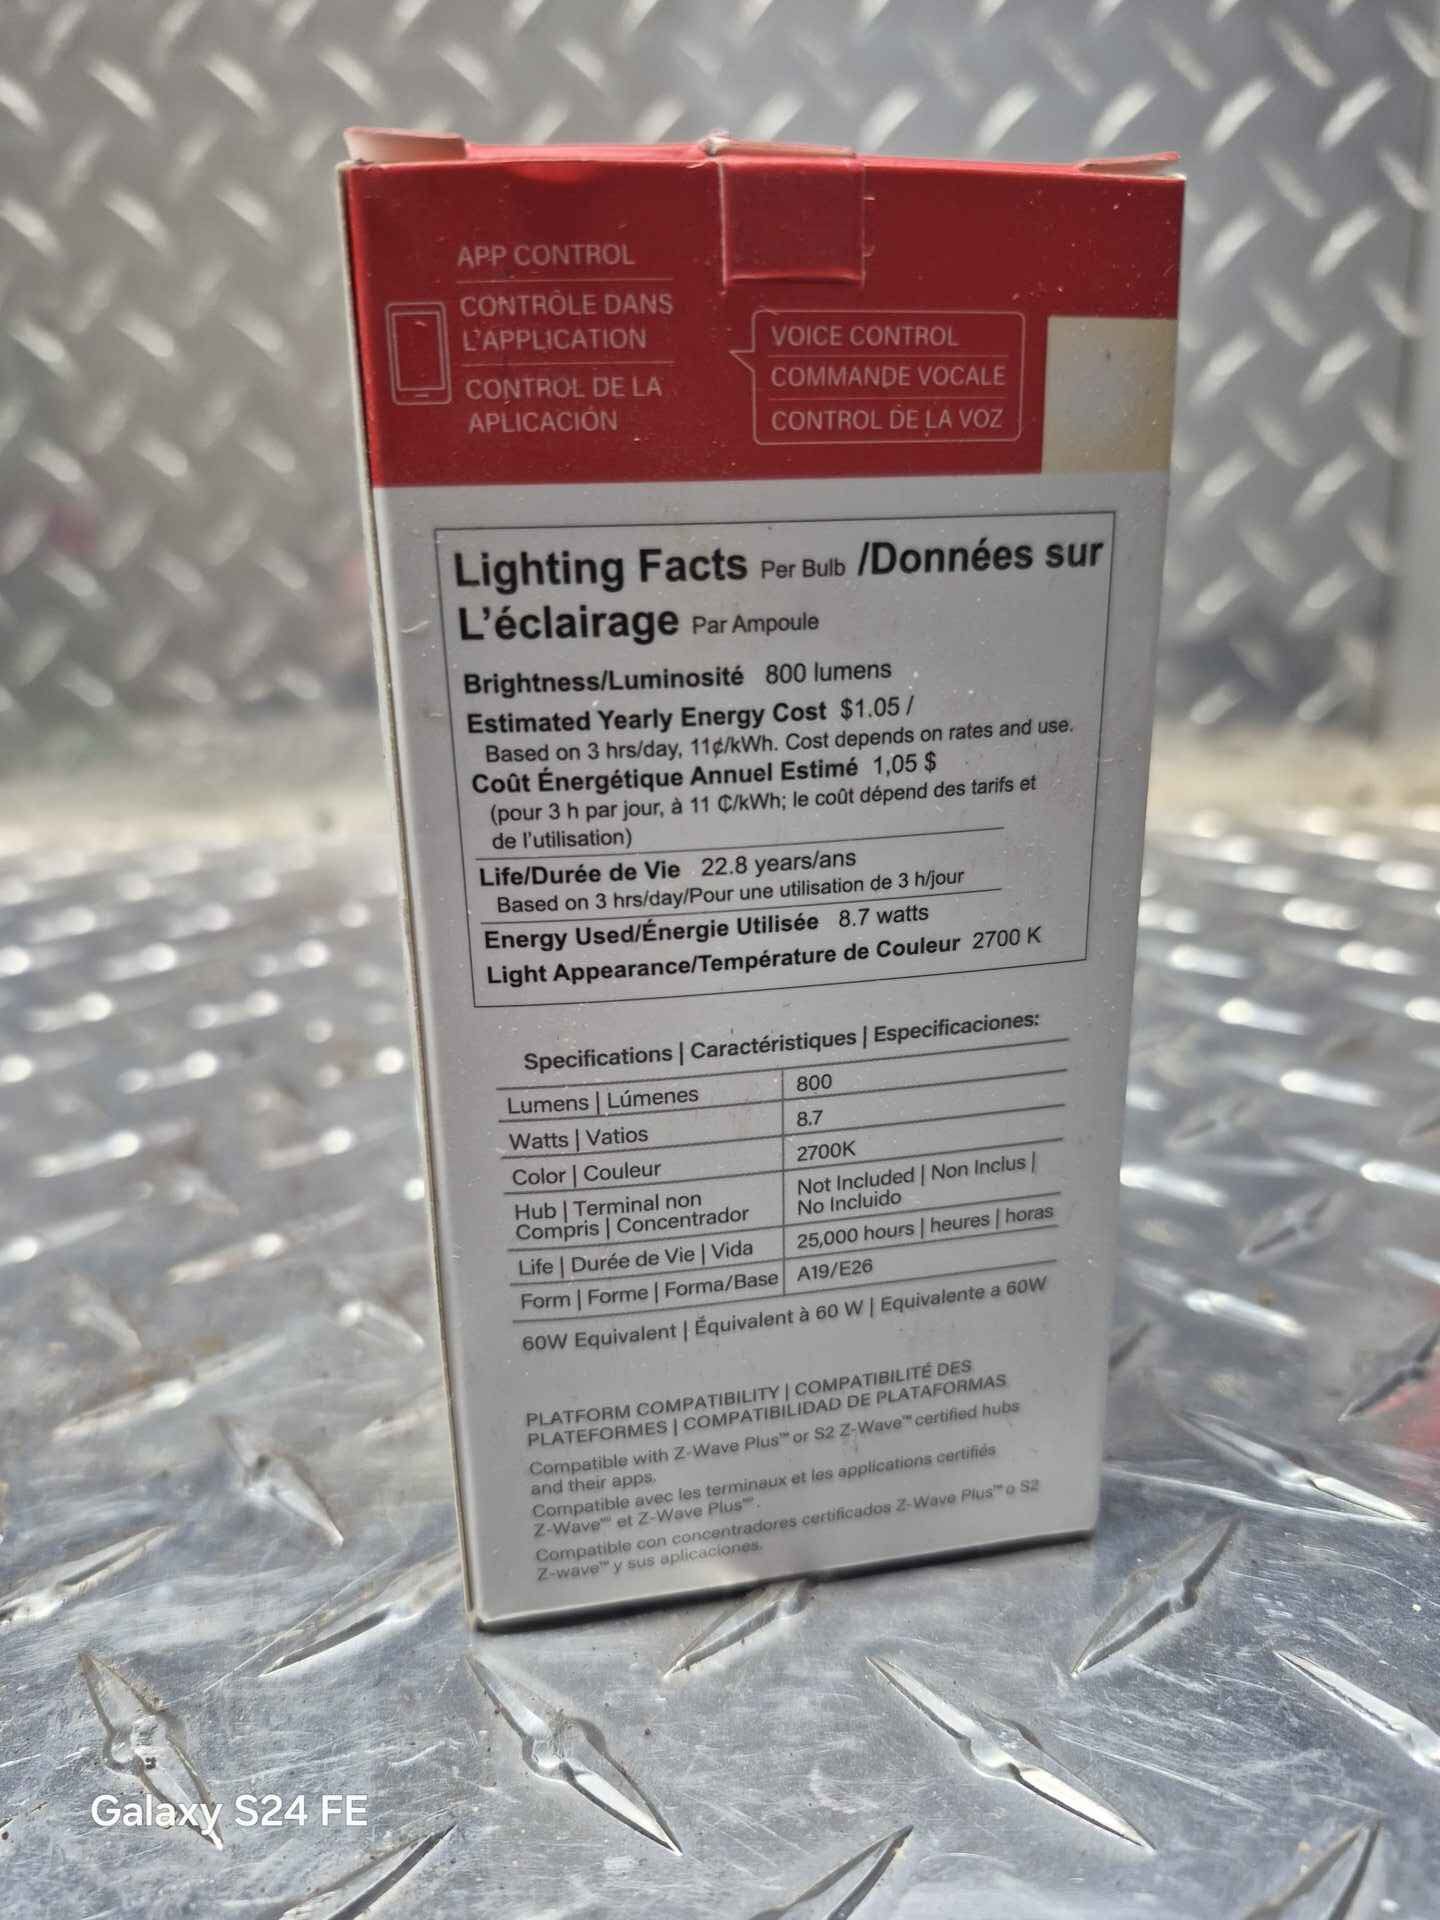 APP CONTROL
CONTRÔLE DANS
L'APPLICATION
CONTROL DE LA
APLICACIÓN
VOICE CONTROL
COMMANDE VOCALE
CONTROL DE LA VOZ
Lighting Facts Per Bulb /Données sur
L'éclairage Par Ampoule
Brightness/Luminosité 800 lumens
Estimated Yearly Energy Cost $1.05 /
Based on 3 hrs/day, 11¢/kWh. Cost depends on rates and use.
Coût Énergétique Annuel Estimé 1,05 $
(pour 3 h par jour, à 11 ₵/kWh; le coût dépend des tarifs et
de l'utilisation)
Life/Durée de Vie 22.8 years/ans
Based on 3 hrs/day/Pour une utilisation de 3 h/jour
Energy Used/Énergie Utilisée 8.7 watts
Light Appearance/Température de Couleur 2700 K
Specifications | Caractéristiques | Especificaciones:
Lumens | Lúmenes 800
Watts | Vatios 8.7
Color | Couleur 2700K
Hub | Terminal non
Compris | Concentrador
Not Included | Non Inclus |
No Incluido
Life | Durée de Vie | Vida 25,000 hours | heures | horas
Form | Forme | Forma/Base A19/E26
60W Equivalent | Équivalent à 60 W | Equivalente a 60W
PLATFORM COMPATIBILITY | COMPATIBILITÉ DES
PLATEFORMES | COMPATIBILIDAD DE PLATAFORMAS
Compatible with Z-Wave Plus™ or S2 Z-Wave™ certified hubs
and their apps.
Compatible avec les terminaux et les applications certifiés
Z-Wave™ et Z-Wave Plus™.
Compatible con concentradores certificados Z-Wave Plus™ o S2
Z-wave™ y sus aplicaciones.
Galaxy S24 FE